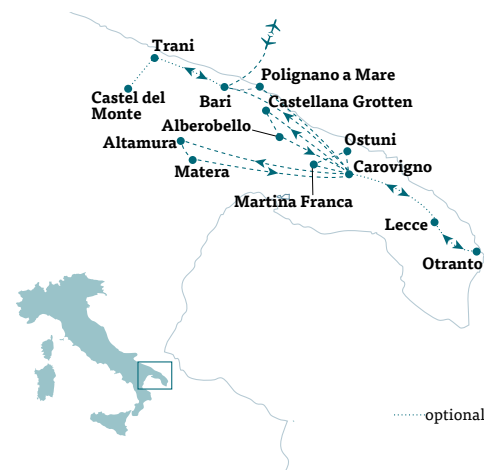 Trani
Polignano a Mare
Castel del
Monte
Bari
Castellana Grotten
Alberobello
Ostuni
Altamura
Carovigno
Matera
Martina Franca
Lecce
Otranto
optional